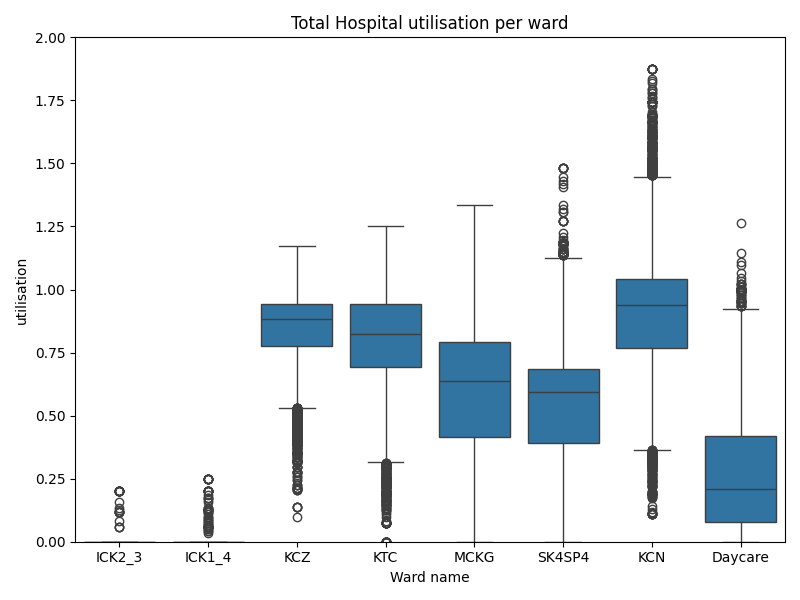 Total Hospital utilisation per ward
2.00
1.75
1.50
1.25
1.00
0.75
0.50
0.25
0.00
utilisation
ICK2_3 ICK1_4 KCZ KTC MCKG SK4SP4 KCN Daycare
Ward name